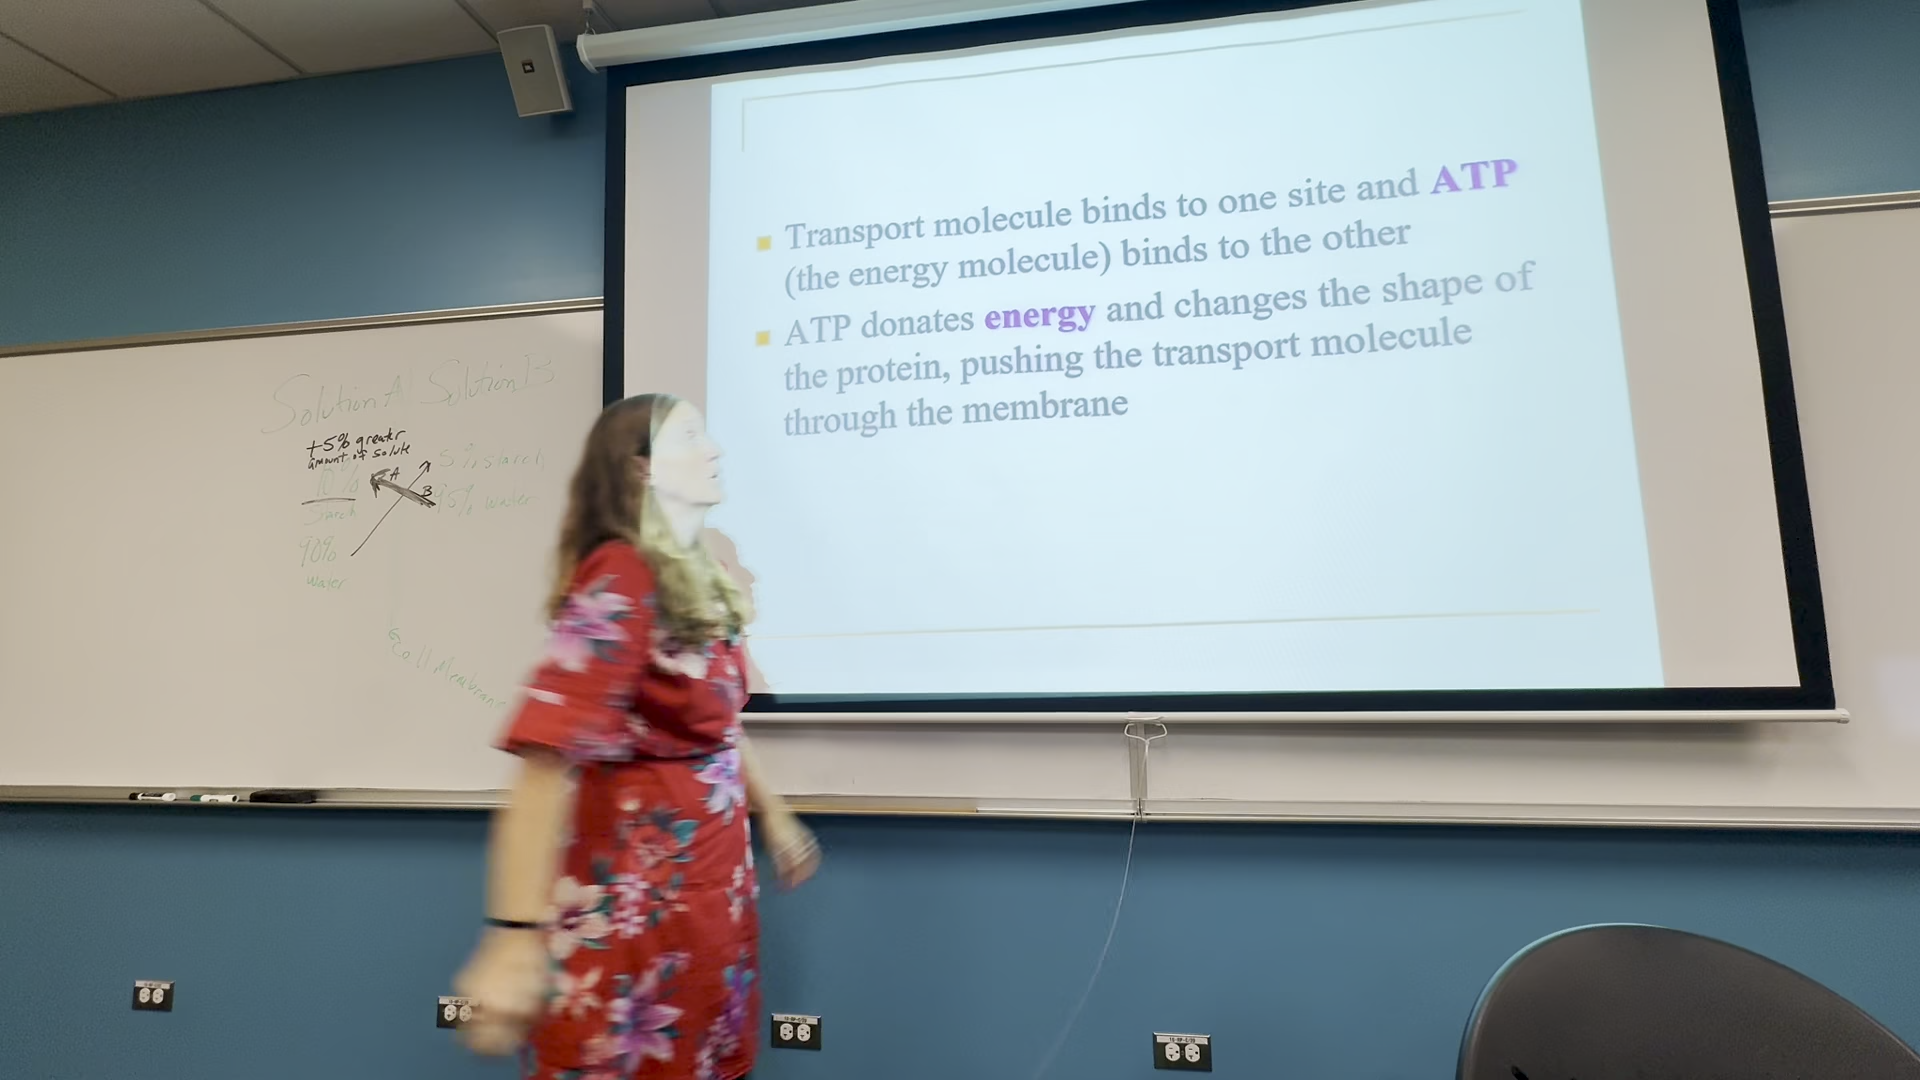 Transport molecule binds to one site and ATP
(the energy molecule) binds to the other
ATP donates energy and changes the shape of
the protein, pushing the transport molecule
through the membrane
Solution A Solution B
+5% greater
amount of solute
10%
Starch
90%
water
A
B
5% starch
95% water
Cell Membrane